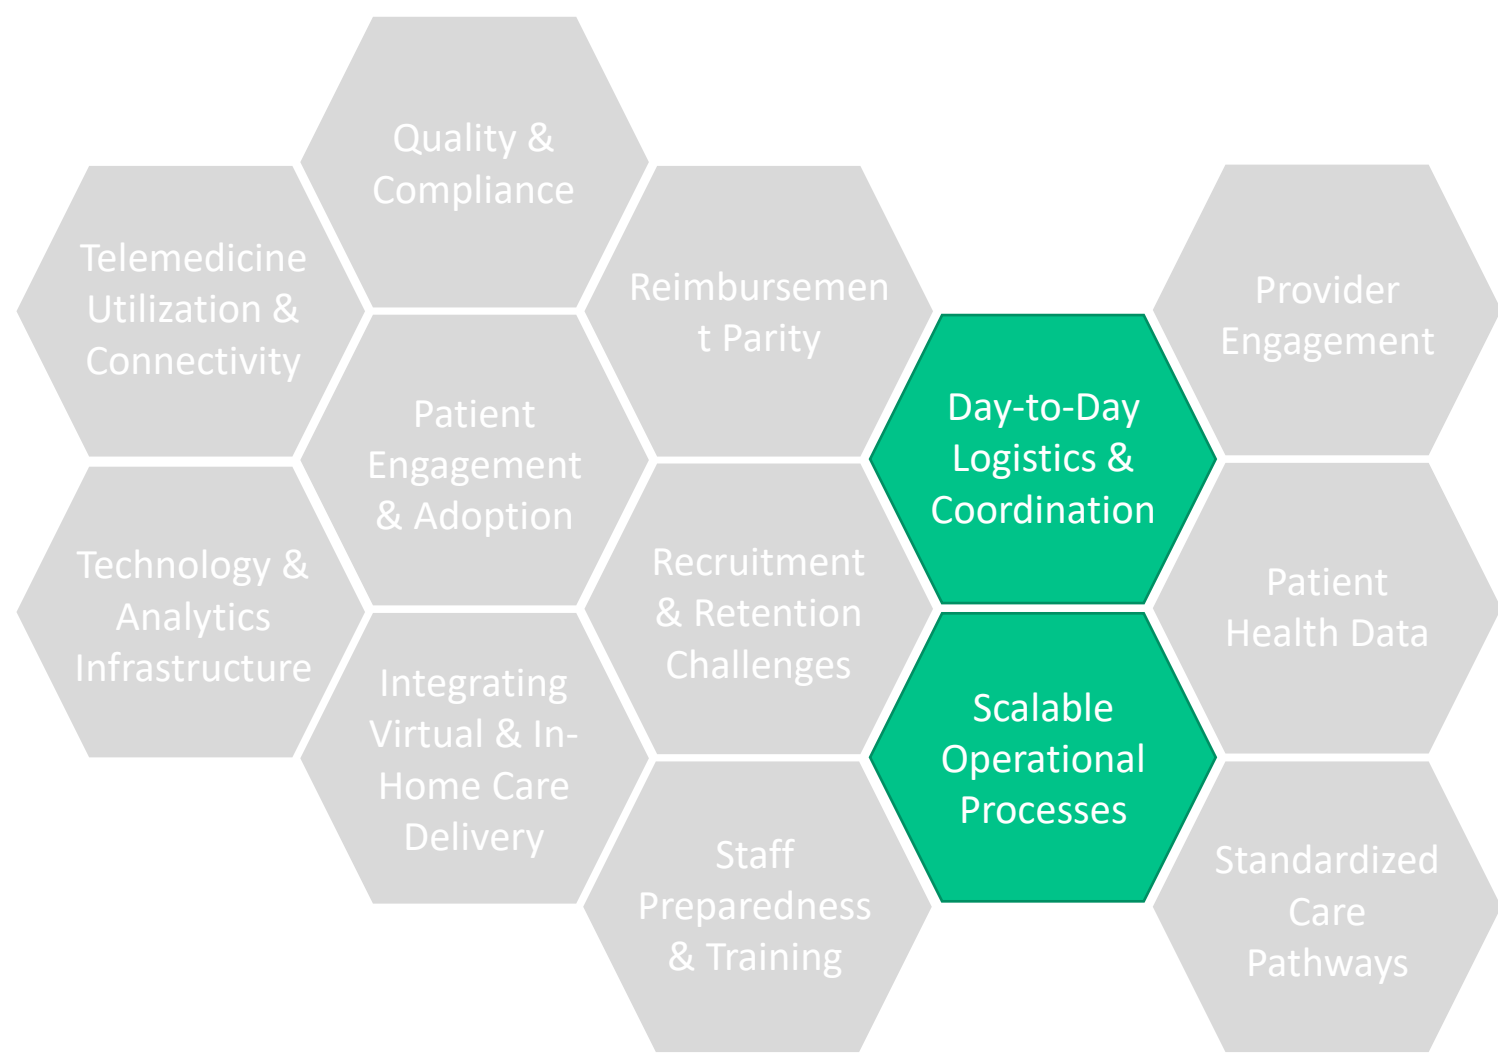 Quality &
Compliance
Telemedicine
Utilization &
Connectivity
Reimbursemen
t Parity
Provider
Engagement
Patient
Engagement
& Adoption
Day-to-Day
Logistics &
Coordination
Technology &
Analytics
Infrastructure
Recruitment
& Retention
Challenges
Patient
Health Data
Integrating
Virtual & In-
Home Care
Delivery
Scalable
Operational
Processes
Staff
Preparedness
& Training
Standardized
Care
Pathways